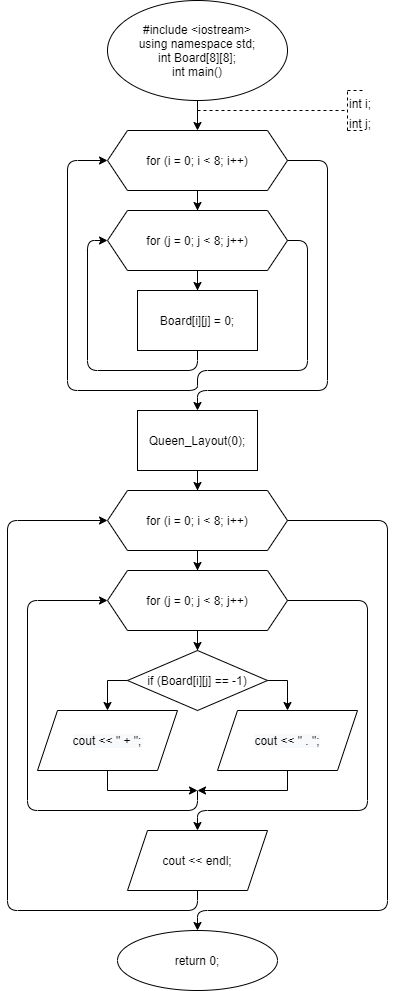 #include <iostream>
using namespace std;
int Board[8][8];
int main()
int i;
int j;
for (i = 0; i < 8; i++)
for (j = 0; j < 8; j++)
Board[i][j] = 0;
Queen_Layout(0);
for (i = 0; i < 8; i++)
for (j = 0; j < 8; j++)
if (Board[i][j] == -1)
cout << " + ";
cout << " . ";
cout << endl;
return 0;